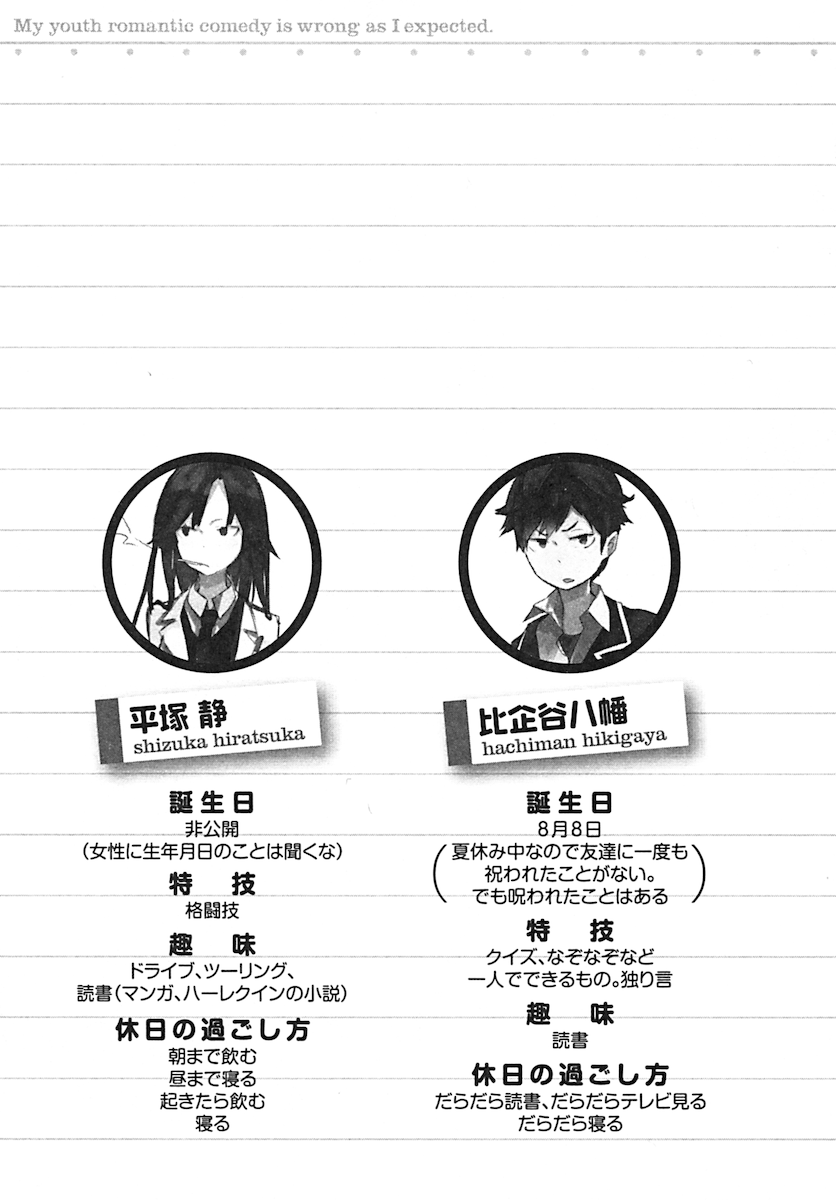 My youth romantic comedy is wrong as I expected.
平塚 静
shizuka hiratsuka
誕生日
非公開
(女性に生年月日のことは聞くな)
特 技
格闘技
趣 味
ドライブ、ツーリング、
読書(マンガ、ハーレクインの小説)
休日の過ごし方
朝まで飲む
昼まで寝る
起きたら飲む
寝る
比企谷八幡
hachiman hikigaya
誕生日
8月8日
(夏休み中なので友達に一度も
祝われたことがない。
でも呪われたことはある)
特 技
クイズ、なぞなぞなど
一人でできるもの。独り言
趣 味
読書
休日の過ごし方
だらだら読書、だらだらテレビ見る
だらだら寝る